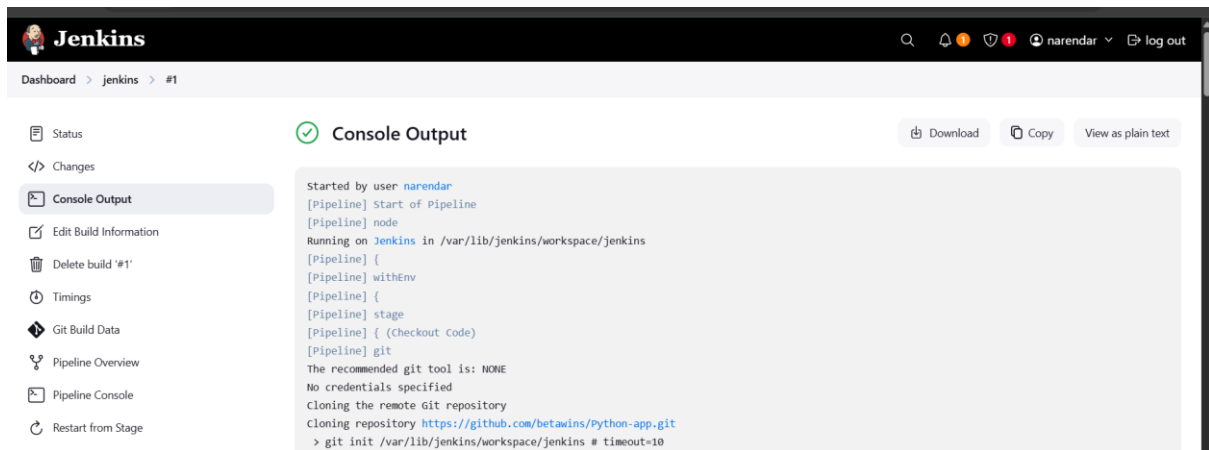 Jenkins
1
1
narendar
log out
Dashboard > jenkins > #1
Status
Changes
Console Output
Edit Build Information
Delete build '#1'
Timings
Git Build Data
Pipeline Overview
Pipeline Console
Restart from Stage
Console Output
Download
Copy
View as plain text
Started by user narendar
[Pipeline] Start of Pipeline
[Pipeline] node
Running on Jenkins in /var/lib/jenkins/workspace/jenkins
[Pipeline] {
[Pipeline] withEnv
[Pipeline] {
[Pipeline] stage
[Pipeline] { (Checkout Code)
[Pipeline] git
The recommended git tool is: NONE
No credentials specified
Cloning the remote Git repository
Cloning repository https://github.com/betawins/Python-app.git
> git init /var/lib/jenkins/workspace/jenkins # timeout=10